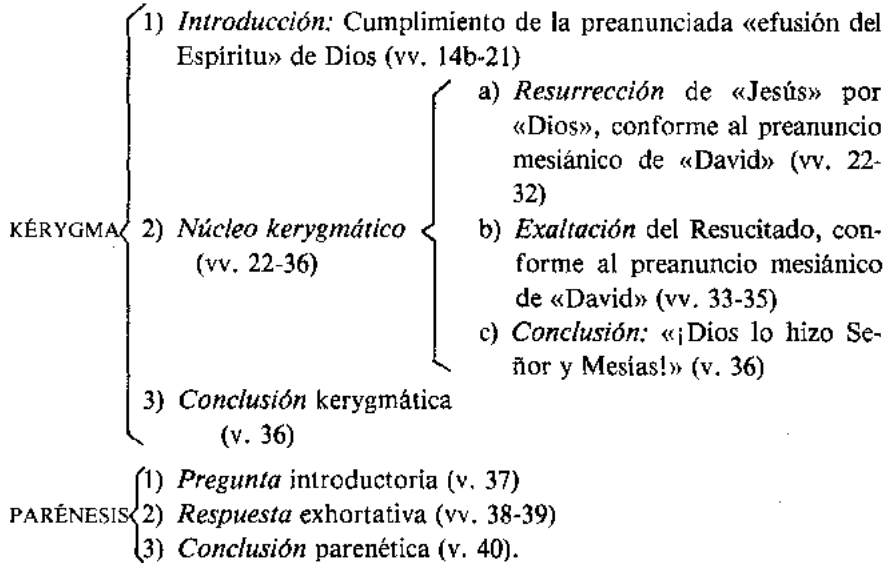 1) Introducción: Cumplimiento de la preanunciada «efusión del
Espíritu» de Dios (vv. 14b-21)
a) Resurrección de «Jesús» por
«Dios», conforme al preanuncio
mesiánico de «David» (vv. 22-
32)
KÉRYGMA 2) Núcleo kerygmático
(vv. 22-36)
b) Exaltación del Resucitado, con-
forme al preanuncio mesiánico
de «David» (vv. 33-35)
c) Conclusión: «¡Dios lo hizo Se-
ñor y Mesías!» (v. 36)
3) Conclusión kerygmática
(v. 36)
1) Pregunta introductoria (v. 37)
PARÉNESIS 2) Respuesta exhortativa (vv. 38-39)
3) Conclusión parenética (v. 40).